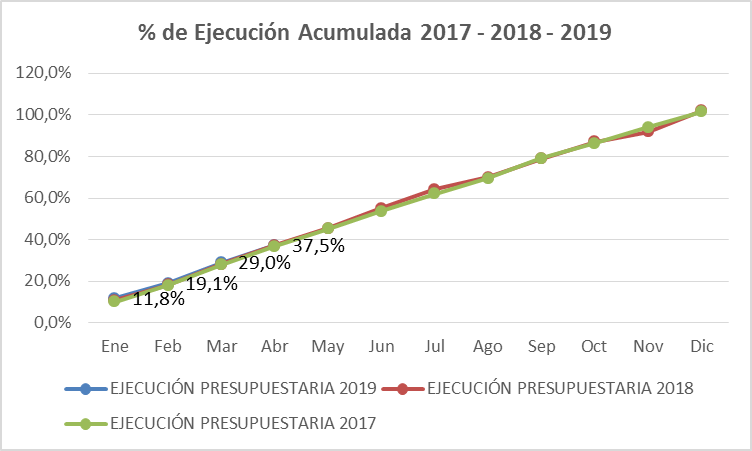 % de Ejecución Acumulada 2017 - 2018 - 2019
120,0%
100,0%
80,0%
60,0%
40,0%
20,0%
0,0%
37,5%
29,0%
19,1%
11,8%
Ene Feb Mar Abr May Jun Jul Ago Sep Oct Nov Dic
EJECUCIÓN PRESUPUESTARIA 2019 EJECUCIÓN PRESUPUESTARIA 2018
EJECUCIÓN PRESUPUESTARIA 2017